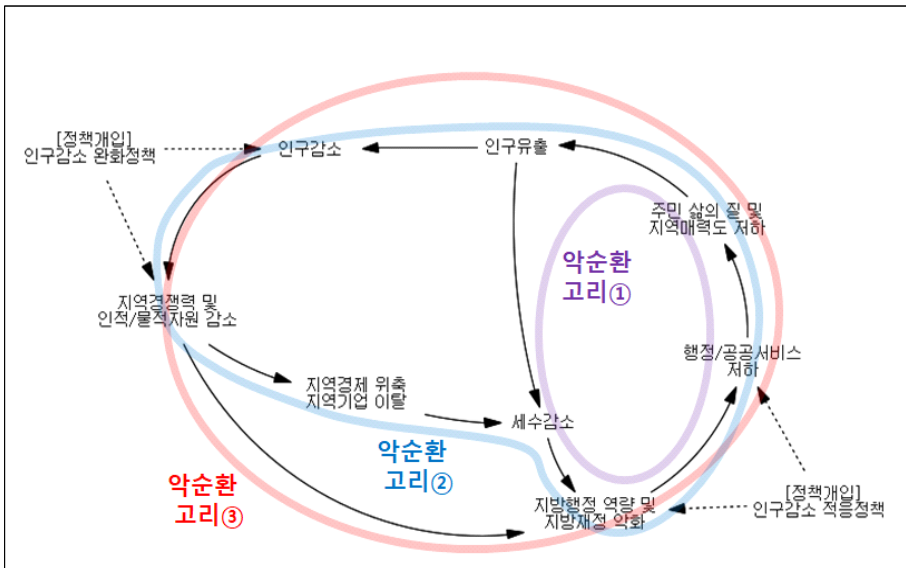 [정책개입]
인구감소 완화정책
인구감소
인구유출
주민 삶의 질 및
지역매력도 저하
악순환
고리①
지역경쟁력 및
인적/물적자원 감소
행정/공공서비스
저하
지역경제 위축
지역기업 이탈
세수감소
악순환
고리②
악순환
고리③
지방행정 역량 및
지방재정 악화
[정책개입]
인구감소 적응정책